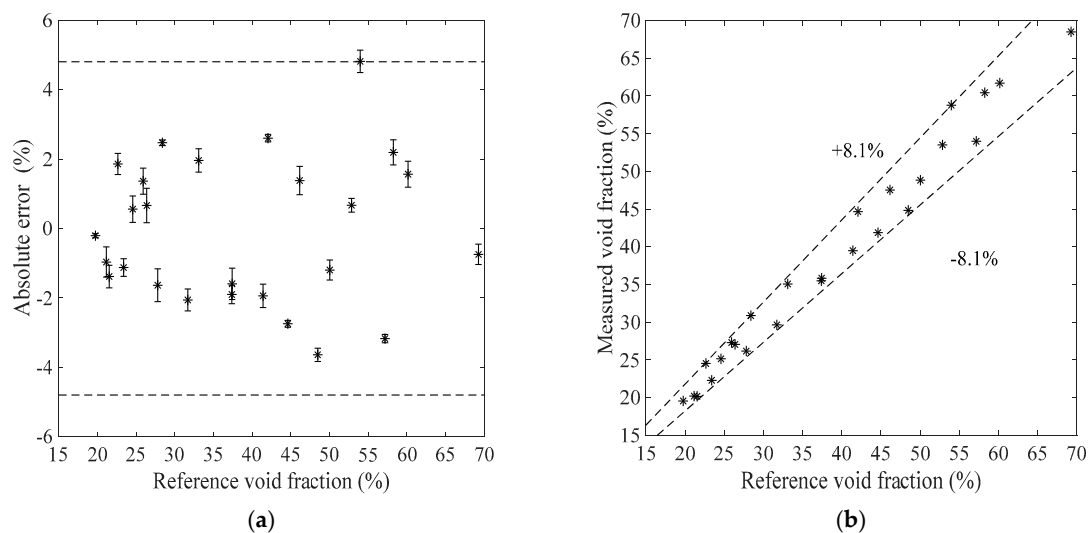 6
4
2
0
-2
-4
-6
Absolute error (%)
15 20 25 30 35 40 45 50 55 60 65 70
Reference void fraction (%)
(a)
70
65
60
55
50
45
40
35
30
25
20
15
Measured void fraction (%)
+8.1%
-8.1%
15 20 25 30 35 40 45 50 55 60 65 70
Reference void fraction (%)
(b)